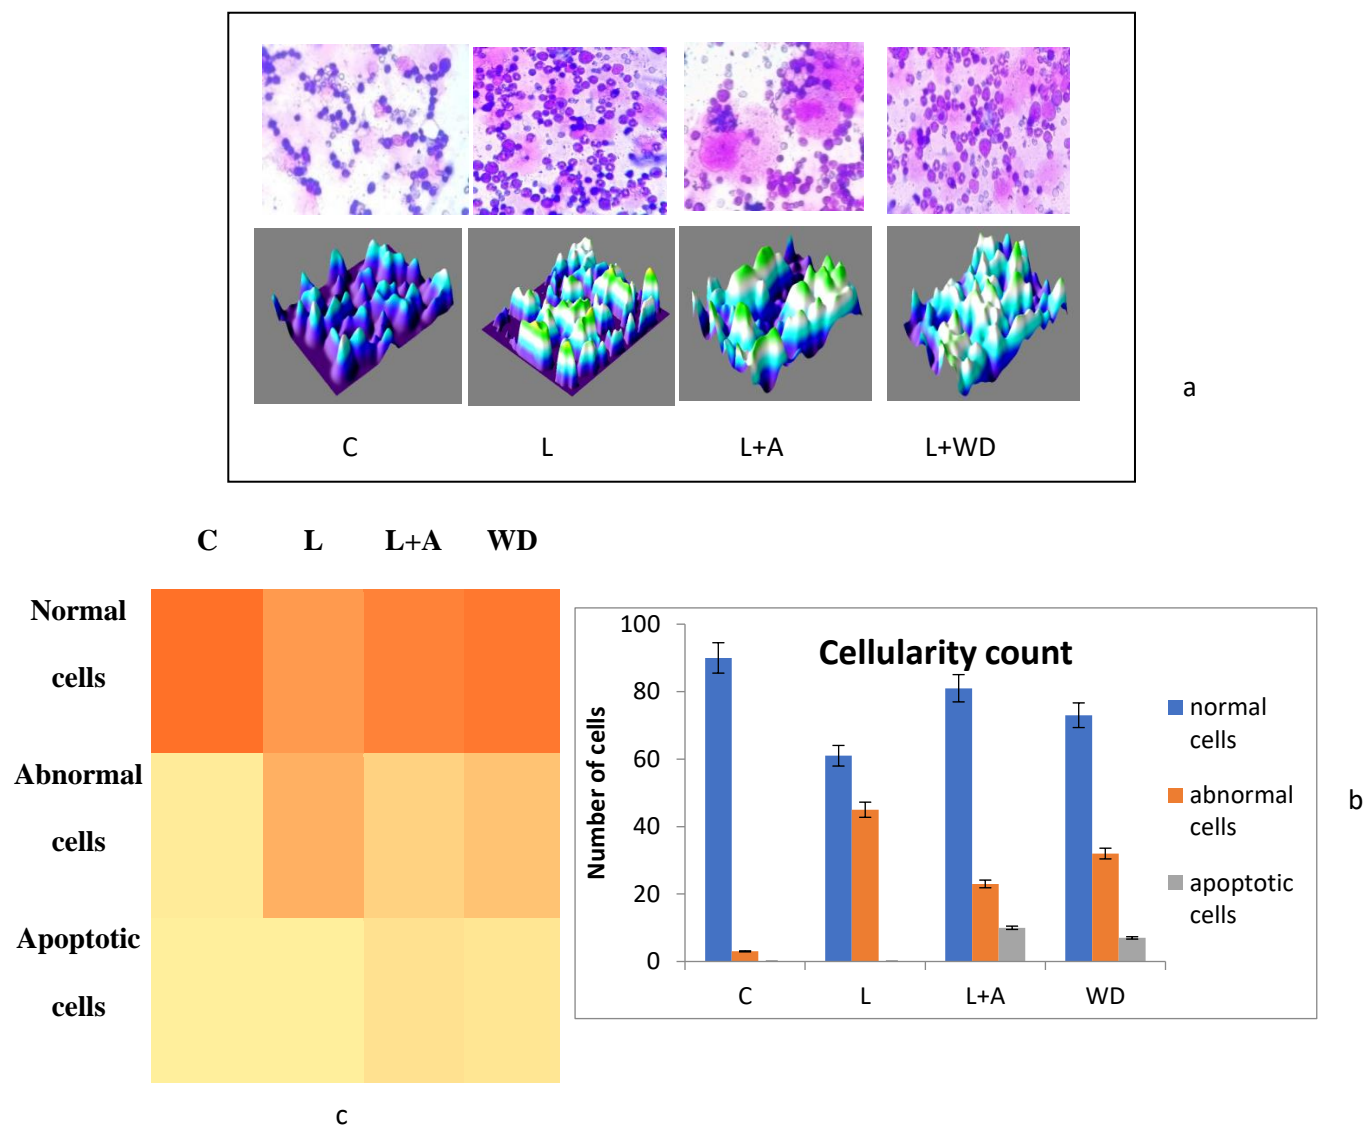 a
C L L+A L+WD
C L L+A WD
Normal
cells
Abnormal
cells
Apoptotic
cells
c
Cellularity count
Number of cells
100
80
60
40
20
0
C L L+A WD
normal
cells
abnormal
cells
apoptotic
cells
b